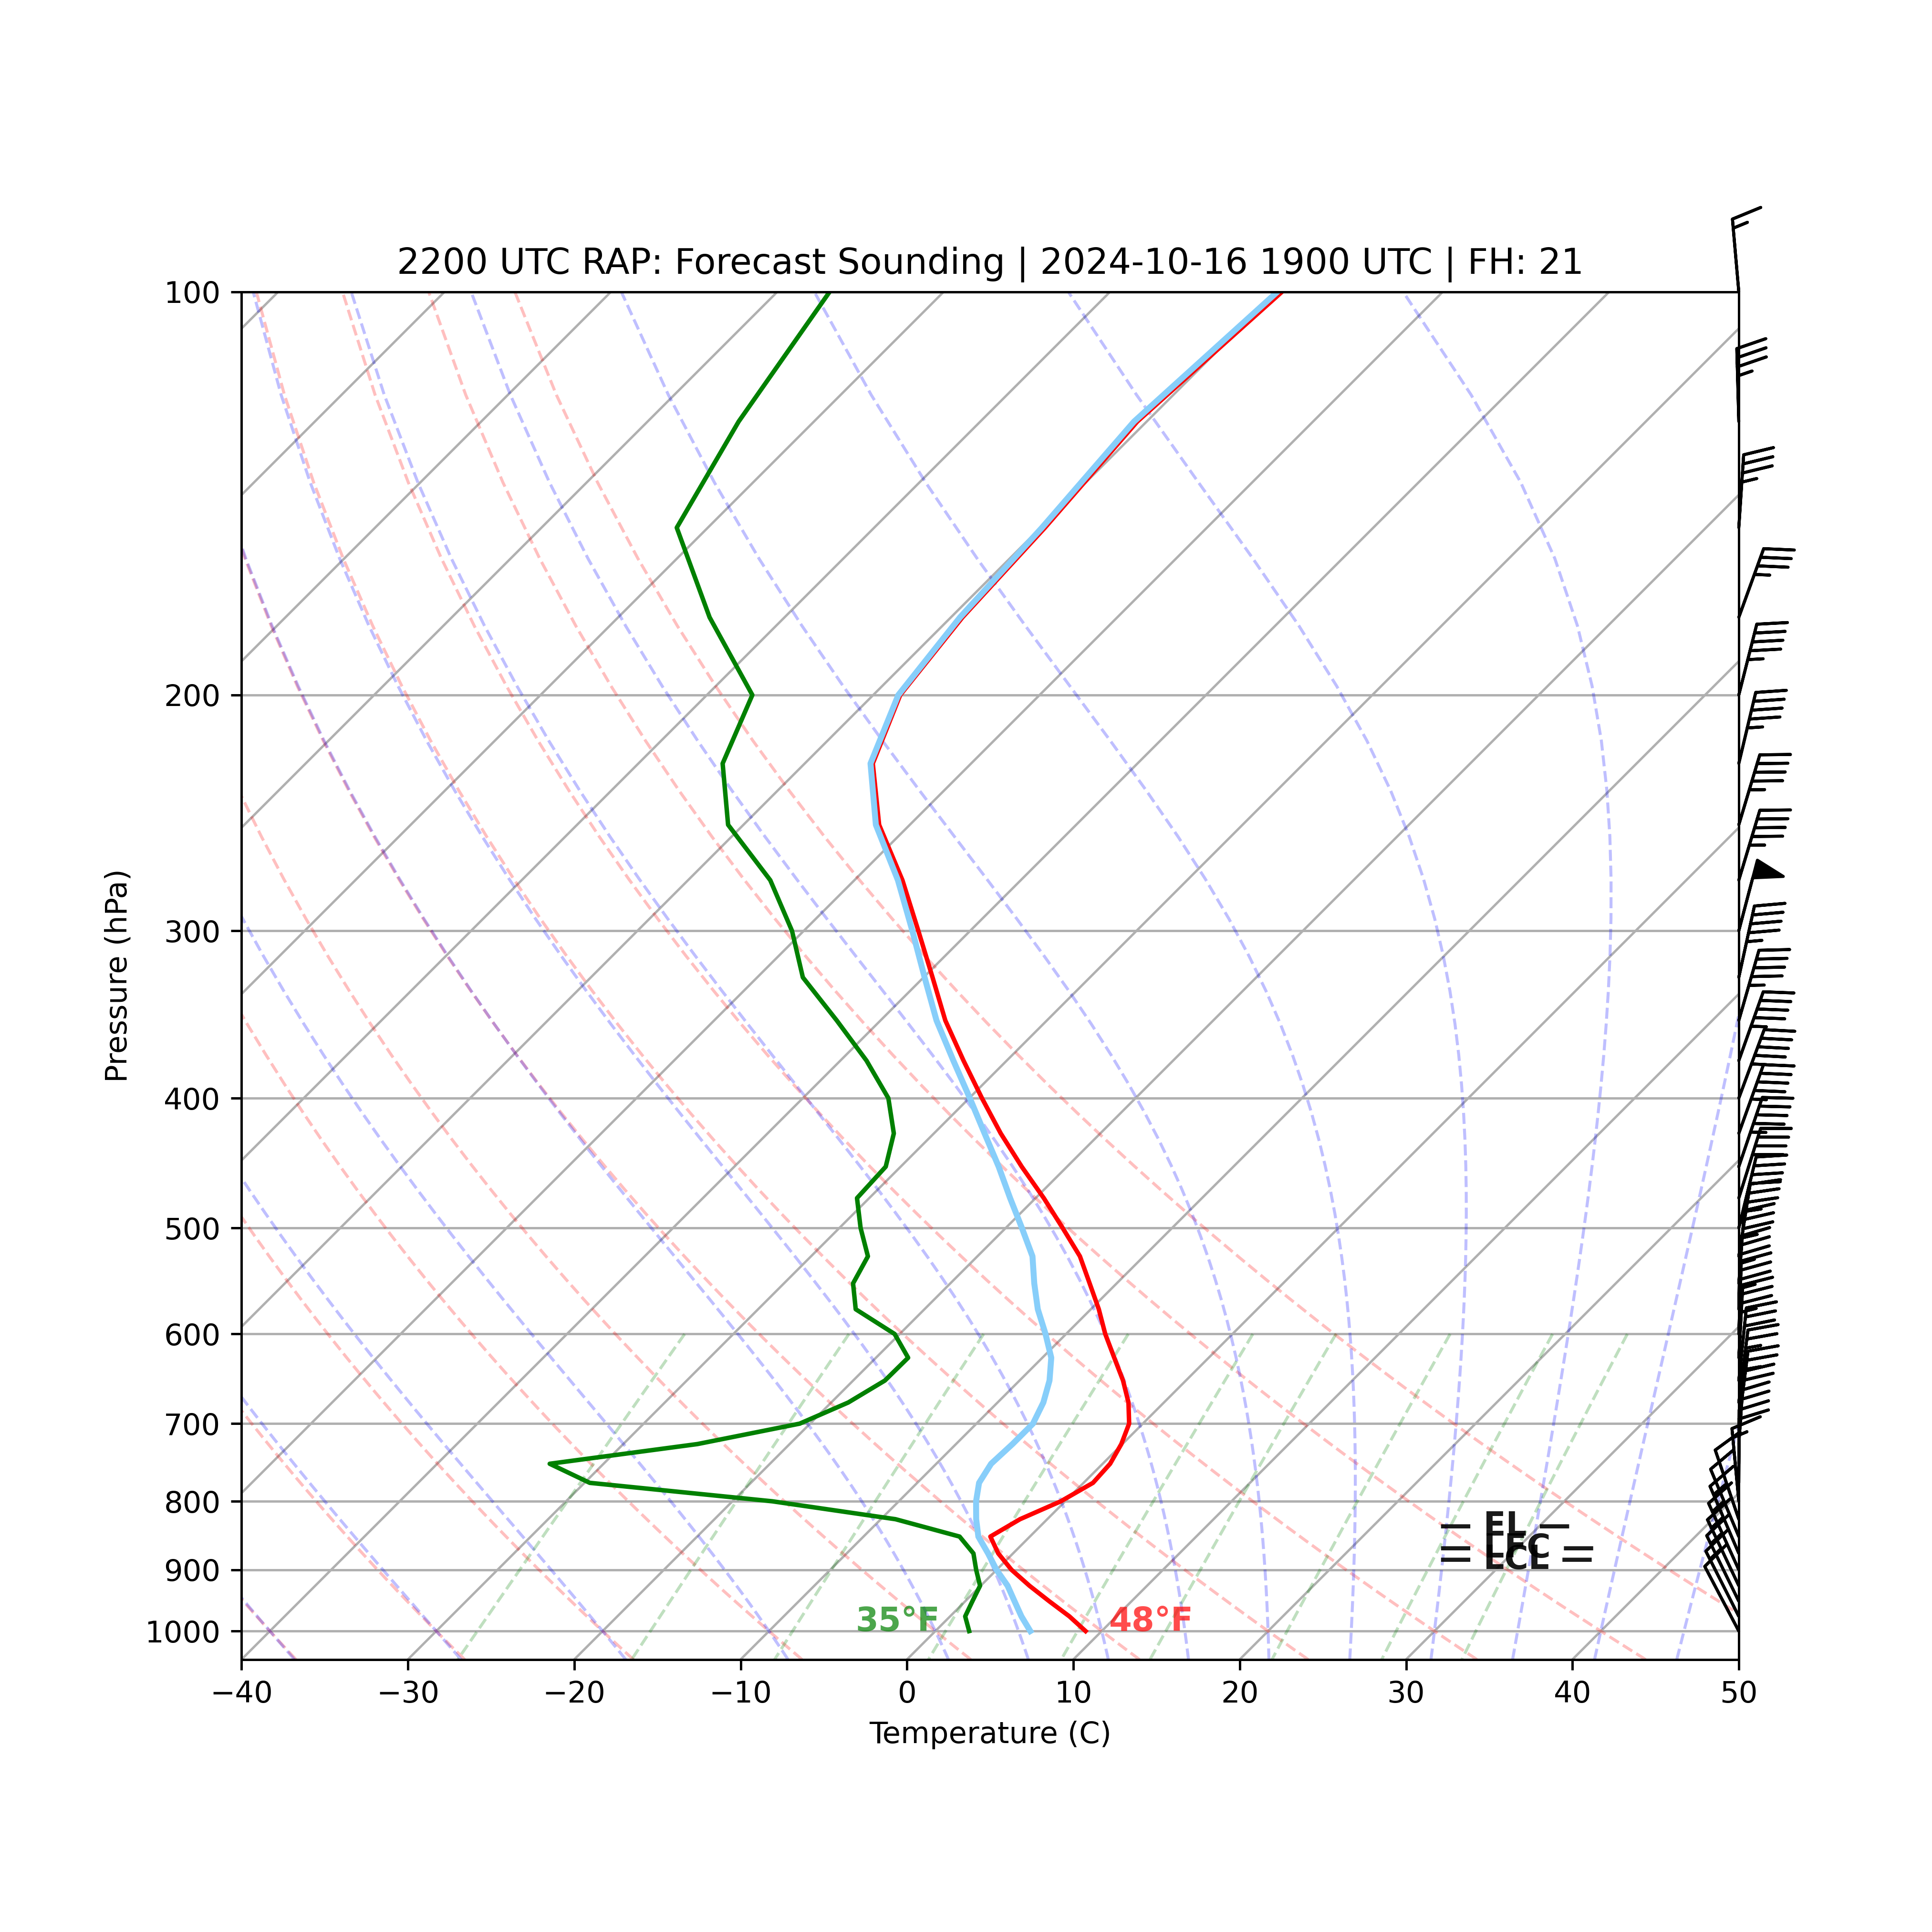 2200 UTC RAP: Forecast Sounding | 2024-10-16 1900 UTC | FH: 21
100
200
300
400
500
600
700
800
900
1000
Pressure (hPa)
— EL —
= LFC =
= LCL =
35°F
48°F
−40
−30
−20
−10
0
10
20
30
40
50
Temperature (C)